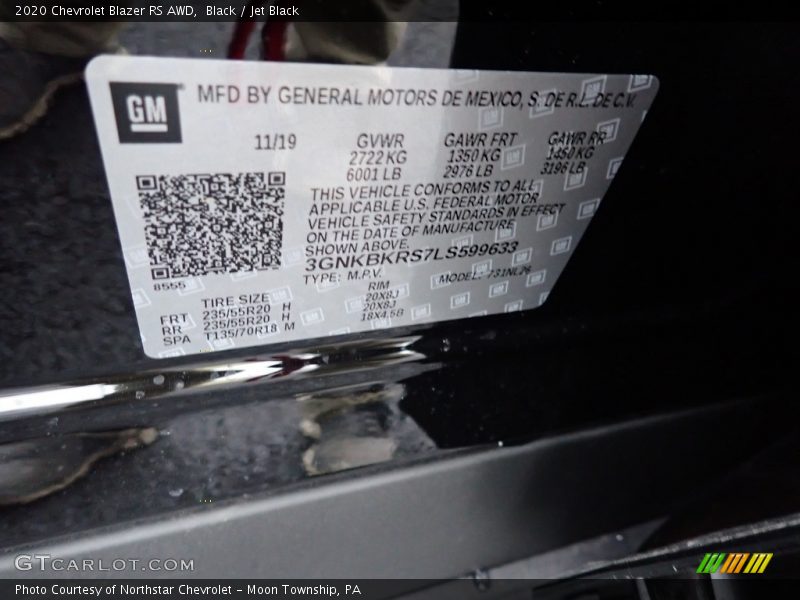 2020 Chevrolet Blazer RS AWD, Black / Jet Black
GM
MFD BY GENERAL MOTORS DE MEXICO, S. DE R.L. DE C.V.
11/19 GVWR GAWR FRT GAWR RR
2722 KG 1350 KG 1450 KG
6001 LB 2976 LB 3196 LB
THIS VEHICLE CONFORMS TO ALL
APPLICABLE U.S. FEDERAL MOTOR
VEHICLE SAFETY STANDARDS IN EFFECT
ON THE DATE OF MANUFACTURE
SHOWN ABOVE.
3GNKBKRS7LS599633
TYPE: M.P.V. MODEL: 731NL26
8555
TIRE SIZE RIM
FRT 235/55R20 H 20X8J
RR 235/55R20 H 20X8J
SPA T135/70R18 M 18X4.5B
GTCARLOT.COM
Photo Courtesy of Northstar Chevrolet - Moon Township, PA